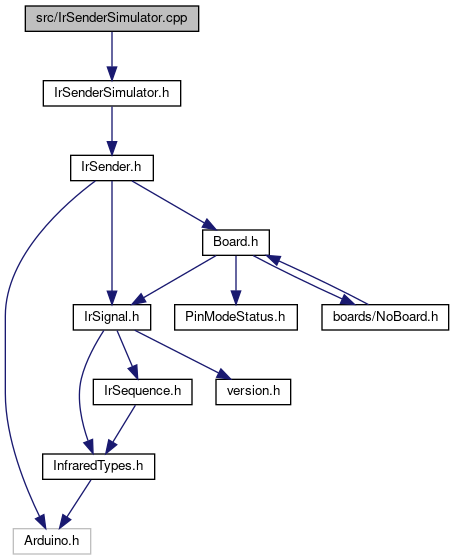 src/IrSenderSimulator.cpp
IrSenderSimulator.h
IrSender.h
Board.h
IrSignal.h
PinModeStatus.h
boards/NoBoard.h
IrSequence.h
version.h
InfraredTypes.h
Arduino.h